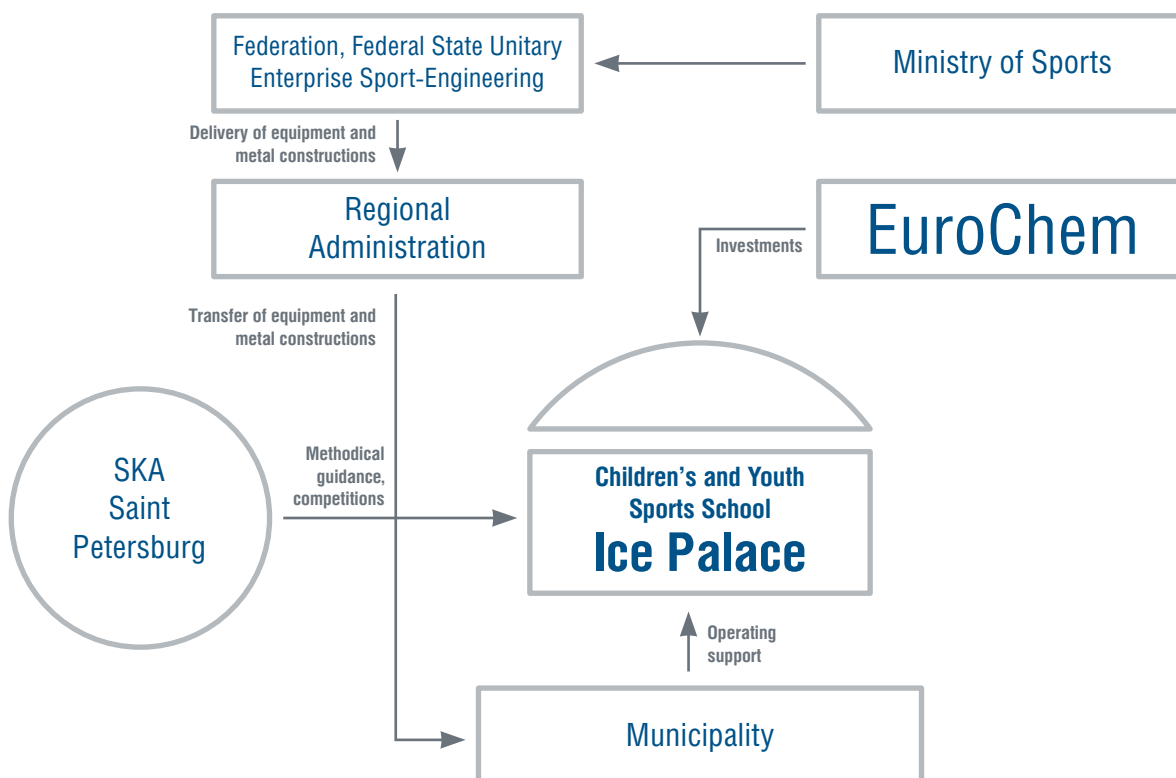 Federation, Federal State Unitary
Enterprise Sport-Engineering
Ministry of Sports
Delivery of equipment and
metal constructions
Regional
Administration
Investments
EuroChem
Transfer of equipment and
metal constructions
SKA
Saint
Petersburg
Methodical
guidance,
competitions
Children’s and Youth
Sports School
Ice Palace
Operating
support
Municipality